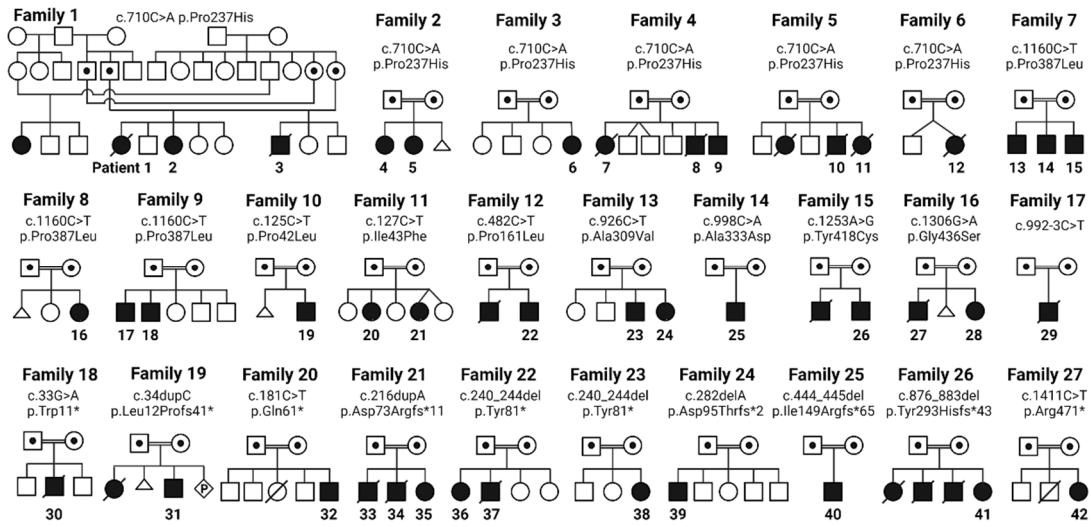 Family 1
c.710C>A p.Pro237His
Patient 1 2 3
Family 2
c.710C>A
p.Pro237His
4 5
Family 3
c.710C>A
p.Pro237His
6
Family 4
c.710C>A
p.Pro237His
7 8 9
Family 5
c.710C>A
p.Pro237His
10 11
Family 6
c.710C>A
p.Pro237His
12
Family 7
c.1160C>T
p.Pro387Leu
13 14 15
Family 8
c.1160C>T
p.Pro387Leu
16
Family 9
c.1160C>T
p.Pro387Leu
17 18
Family 10
c.125C>T
p.Pro42Leu
19
Family 11
c.127C>T
p.Ile43Phe
20 21
Family 12
c.482C>T
p.Pro161Leu
22
Family 13
c.926C>T
p.Ala309Val
23 24
Family 14
c.998C>A
p.Ala333Asp
25
Family 15
c.1253A>G
p.Tyr418Cys
26
Family 16
c.1306G>A
p.Gly436Ser
27 28
Family 17
c.992-3C>T
29
Family 18
c.33G>A
p.Trp11*
30
Family 19
c.34dupC
p.Leu12Profs41*
P
31
Family 20
c.181C>T
p.Gln61*
32
Family 21
c.216dupA
p.Asp73Argfs*11
33 34 35
Family 22
c.240_244del
p.Tyr81*
36 37
Family 23
c.240_244del
p.Tyr81*
38
Family 24
c.282delA
p.Asp95Thrfs*2
39
Family 25
c.444_445del
p.Ile149Argfs*65
40
Family 26
c.876_883del
p.Tyr293Hisfs*43
41
Family 27
c.1411C>T
p.Arg471*
42